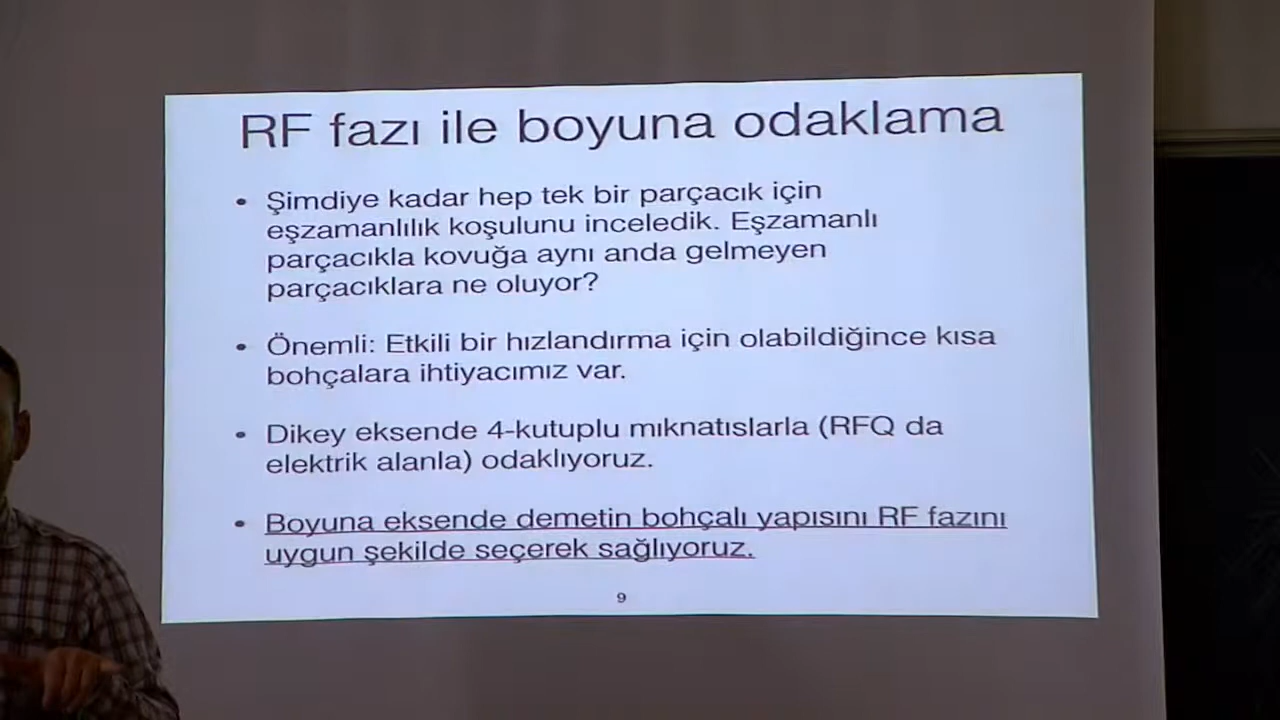 RF fazı ile boyuna odaklama
• Şimdiye kadar hep tek bir parçacık için
eşzamanlılık koşulunu inceledik. Eşzamanlı
parçacıkla kovuğa aynı anda gelmeyen
parçacıklara ne oluyor?
• Önemli: Etkili bir hızlandırma için olabildiğince kısa
bohçalara ihtiyacımız var.
• Dikey eksende 4-kutuplu mıknatıslarla (RFQ da
elektrik alanla) odaklıyoruz.
• Boyuna eksende demetin bohçalı yapısını RF fazını
uygun şekilde seçerek sağlıyoruz.
9